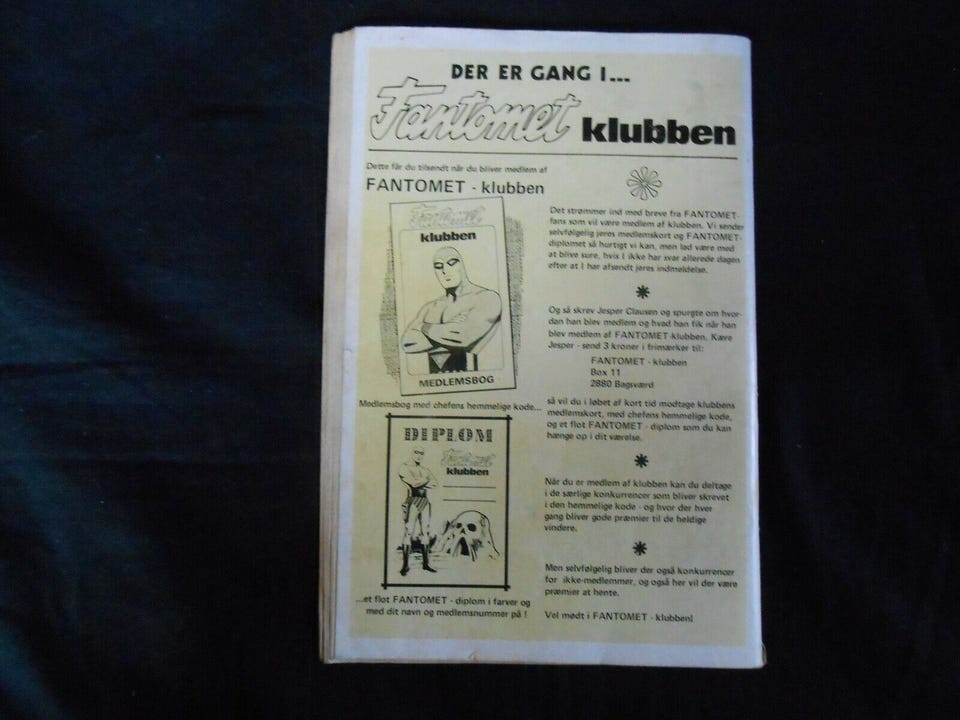 DER ER GANG I...
Fantomet klubben
Dette får du tilsendt når du bliver medlem af
FANTOMET - klubben
Fantomet
klubben
MEDLEMSBOG
Medlemsbog med chefens hemmelige kode...
DIPLOM
Fantomet
klubben
...et flot FANTOMET - diplom i farver og
med dit navn og medlemsnummer på !
Det strømmer ind med breve fra FANTOMET-
fans som vil være medlem af klubben. Vi sender
selvfølgelig jeres medlemskort og FANTOMET-
diplomet så hurtigt vi kan, men lad være med
at blive sure, hvis I ikke har svar allerede dagen
efter at I har afsendt jeres indmeldelse.
Og så skrev Jesper Clausen og spurgte om hvor-
dan han blev medlem og hvad han fik når han
blev medlem af FANTOMET-klubben. Kære
Jesper - send 3 kroner i frimærker til:
FANTOMET - klubben
Box 11
2880 Bagsværd
så vil du i løbet af kort tid modtage klubbens
medlemskort, med chefens hemmelige kode,
og et flot FANTOMET - diplom som du kan
hænge op i ditværelse.
Når du er medlem af klubben kan du deltage
i de særlige konkurrencer som bliver skrevet
i den hemmelige kode - og hvor der hver
gang bliver gode præmier til de heldige
vindere.
Men selvfølgelig bliver der også konkurrencer
for ikke-medlemmer, og også her vil der være
præmier at hente.
Vel mødt i FANTOMET - klubben!